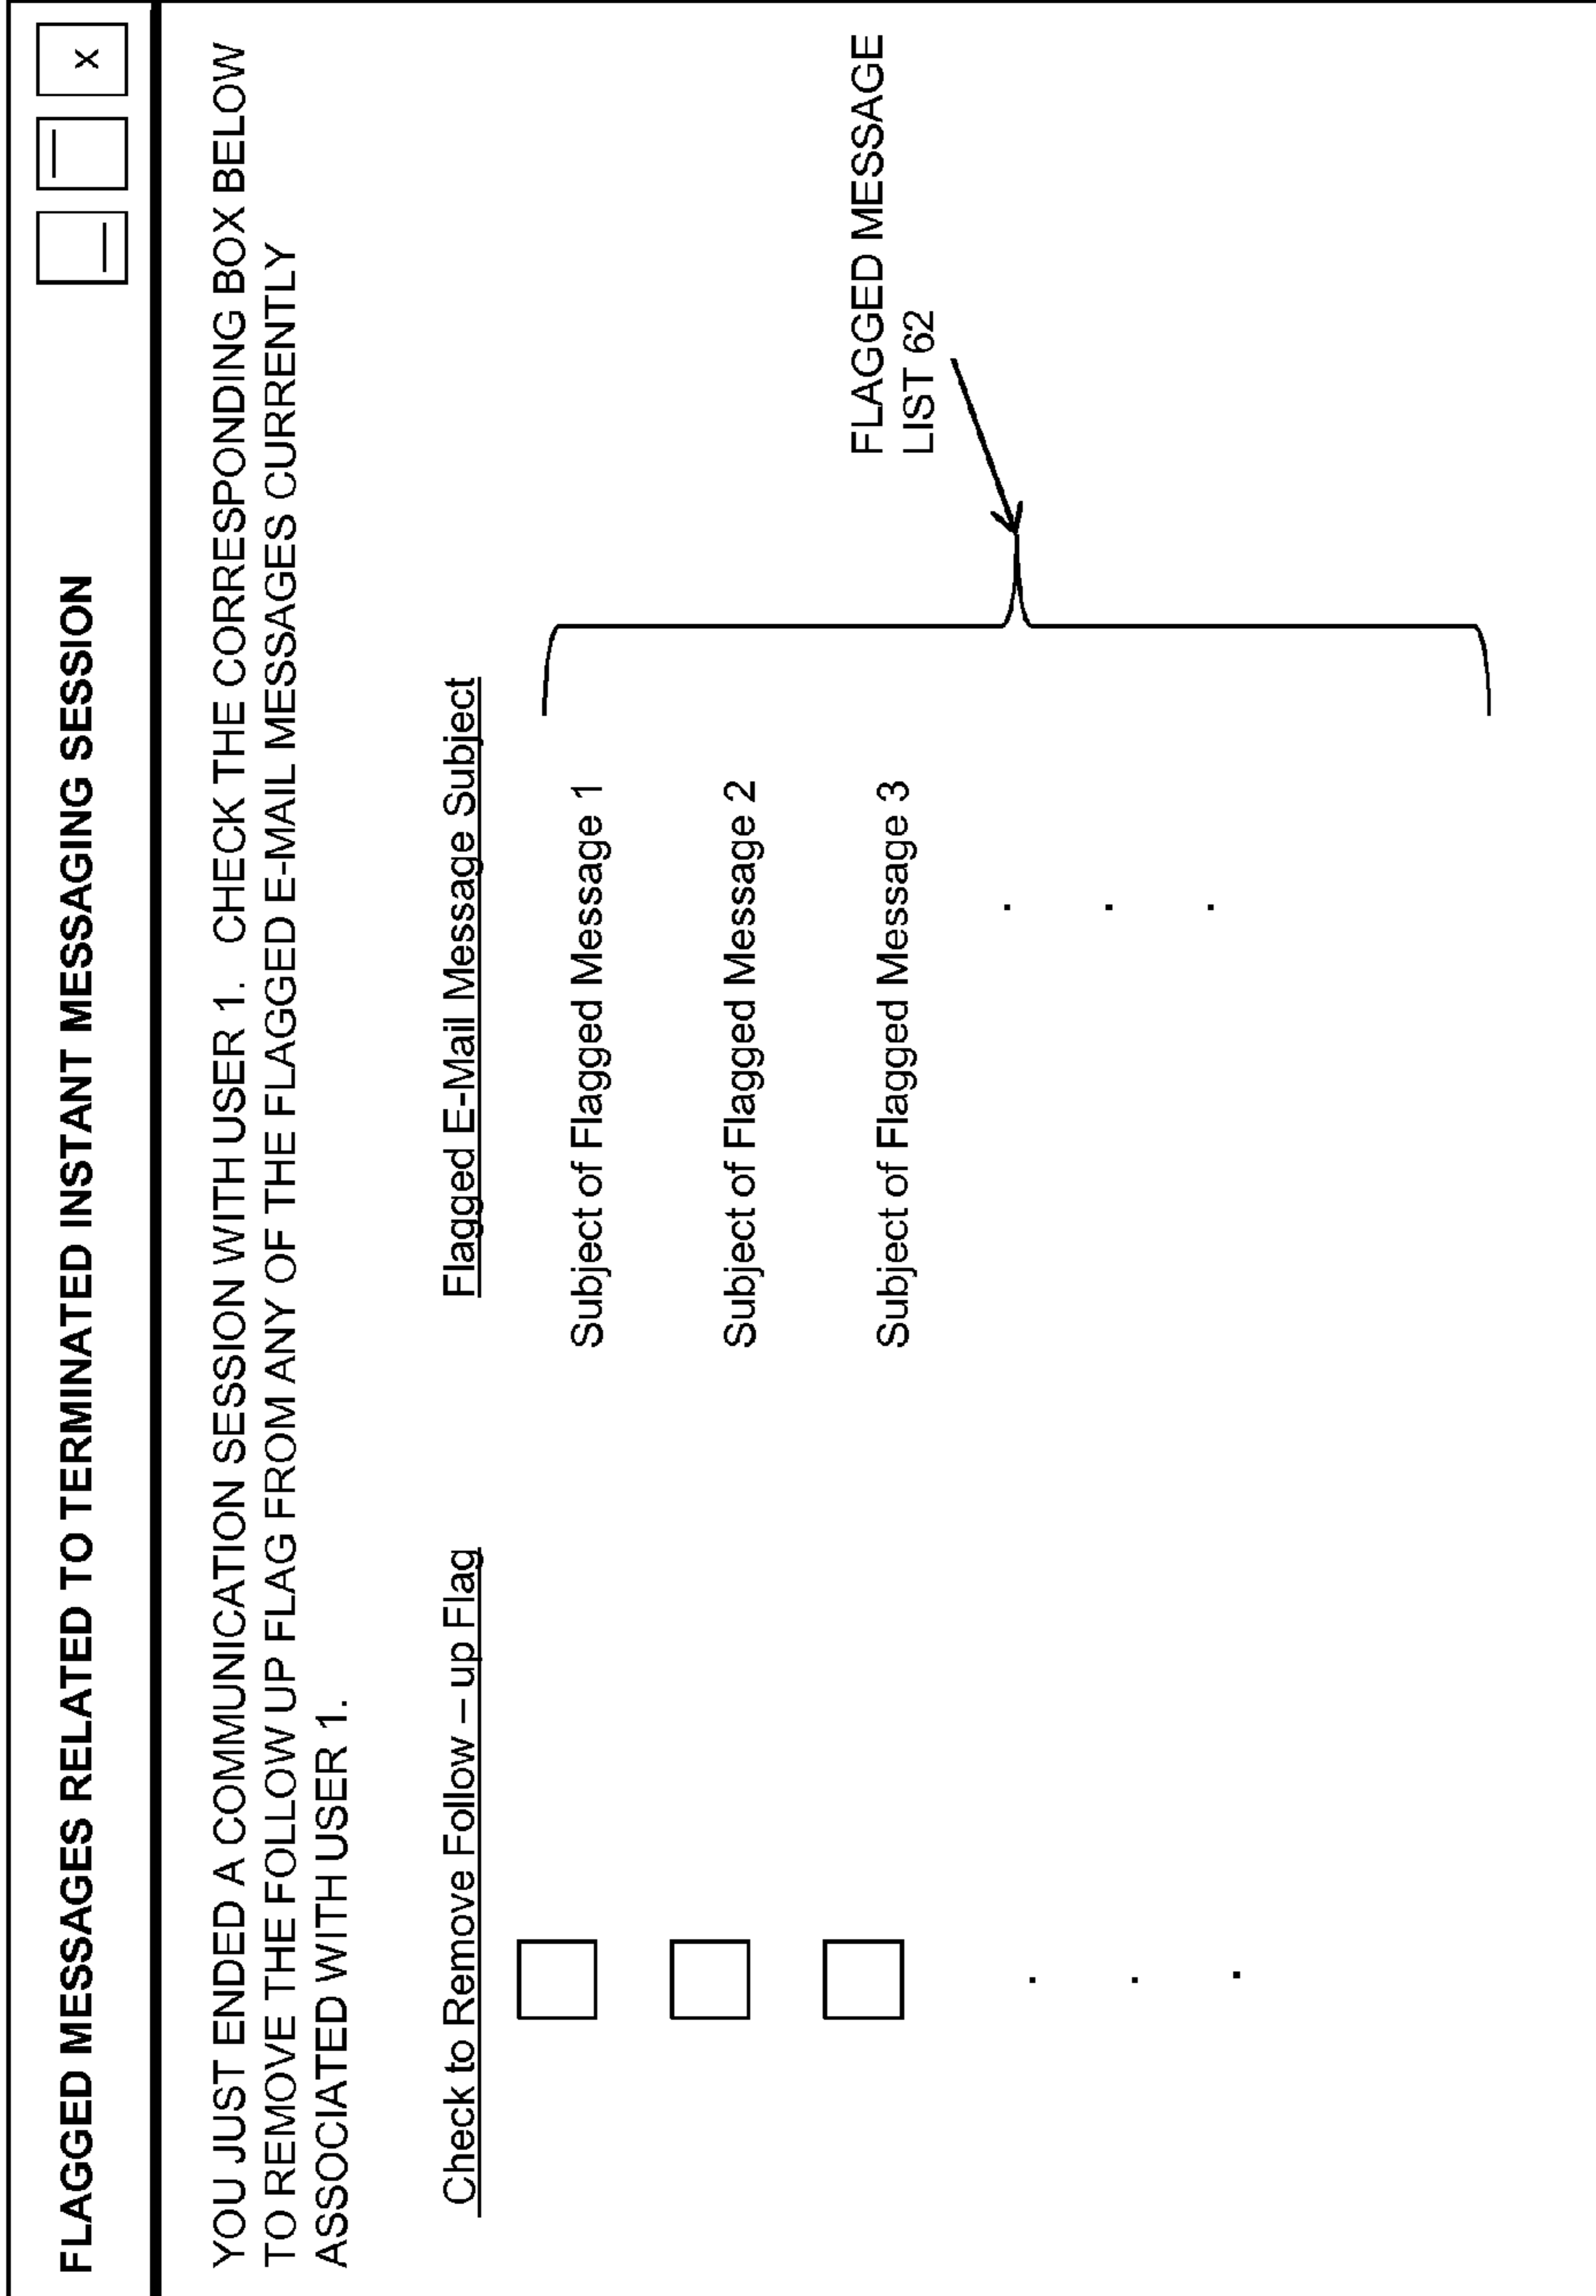 FLAGGED MESSAGES RELATED TO TERMINATED INSTANT MESSAGING SESSION
X
YOU JUST ENDED A COMMUNICATION SESSION WITH USER 1. CHECK THE CORRESPONDING BOX BELOW
TO REMOVE THE FOLLOW UP FLAG FROM ANY OF THE FLAGGED E-MAIL MESSAGES CURRENTLY
ASSOCIATED WITH USER 1.
Check to Remove Follow – up Flag
Flagged E-Mail Message Subject
Subject of Flagged Message 1
Subject of Flagged Message 2
Subject of Flagged Message 3
.
.
.
.
.
.
FLAGGED MESSAGE
LIST 62